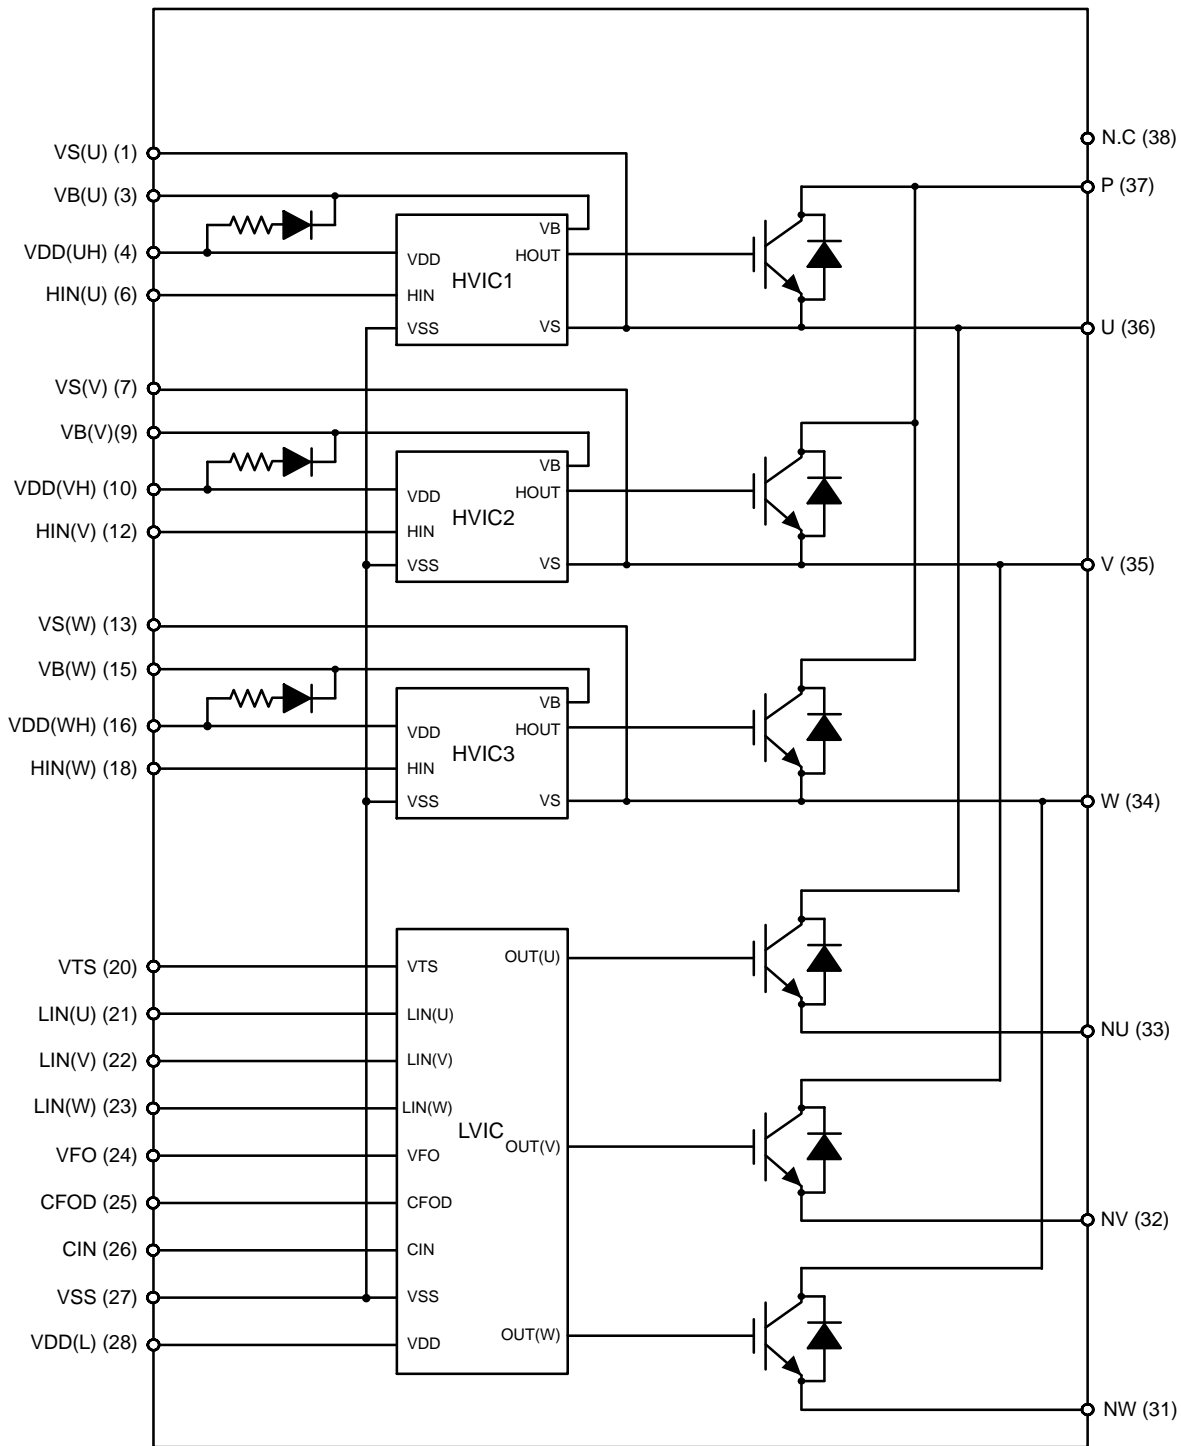 VS(U) (1)
VB(U) (3)
VDD(UH) (4)
HIN(U) (6)
VS(V) (7)
VB(V)(9)
VDD(VH) (10)
HIN(V) (12)
VS(W) (13)
VB(W) (15)
VDD(WH) (16)
HIN(W) (18)
VTS (20)
LIN(U) (21)
LIN(V) (22)
LIN(W) (23)
VFO (24)
CFOD (25)
CIN (26)
VSS (27)
VDD(L) (28)
VB
VDD
HOUT
HVIC1
HIN
VSS
VS
VB
VDD
HOUT
HVIC2
HIN
VSS
VS
VB
VDD
HOUT
HVIC3
HIN
VSS
VS
VTS
OUT(U)
LIN(U)
LIN(V)
LIN(W)
LVIC
OUT(V)
VFO
CFOD
CIN
VSS
OUT(W)
VDD
N.C (38)
P (37)
U (36)
V (35)
W (34)
NU (33)
NV (32)
NW (31)